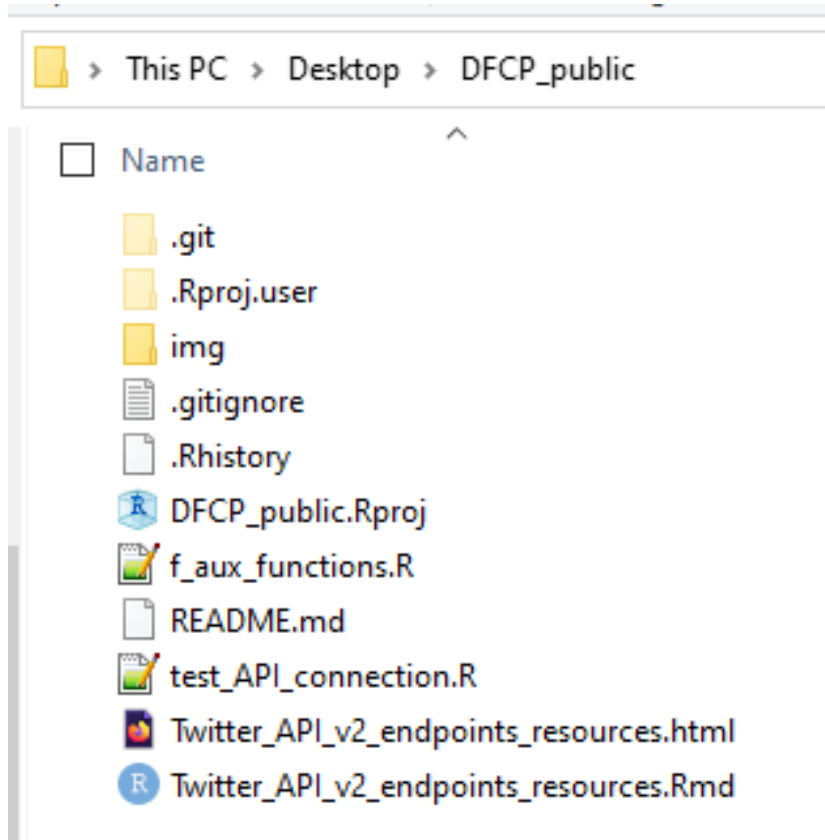 This PC > Desktop > DFCP_public
Name
.git
.Rproj.user
img
.gitignore
.Rhistory
DFCP_public.Rproj
f_aux_functions.R
README.md
test_API_connection.R
Twitter_API_v2_endpoints_resources.html
Twitter_API_v2_endpoints_resources.Rmd